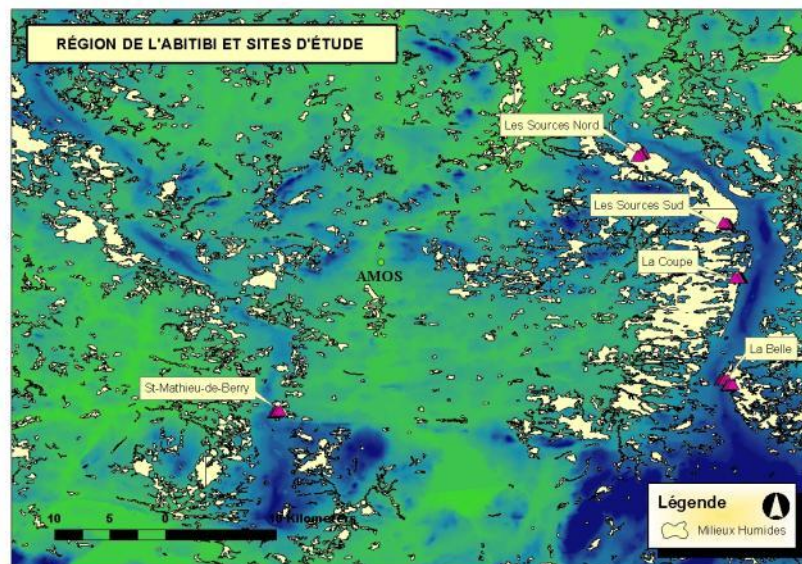 RÉGION DE L'ABITIBI ET SITES D'ÉTUDE
Les Sources Nord
Les Sources Sud
AMOS
La Coupe
La Belle
St-Mathieu-de-Berry
10 5 0 10 Kilometers
Légende
Milieux Humides